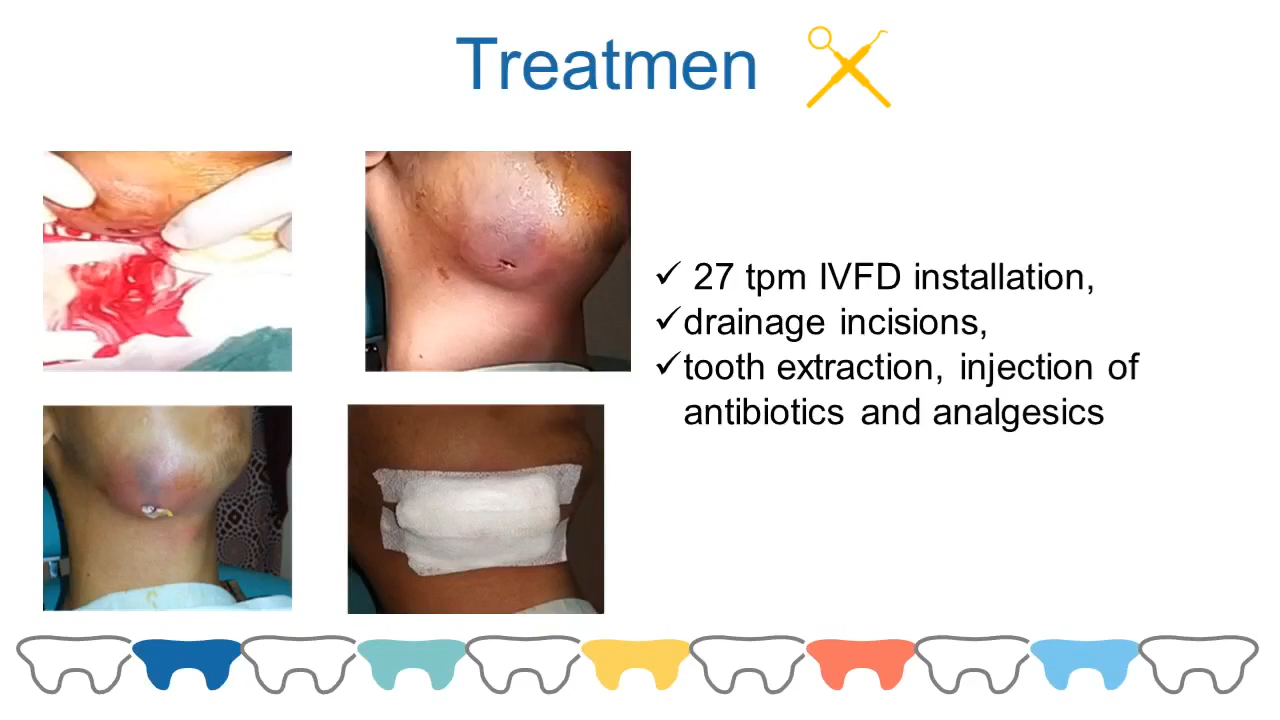 Treatmen
✓ 27 tpm IVFD installation,
✓ drainage incisions,
✓ tooth extraction, injection of
antibiotics and analgesics